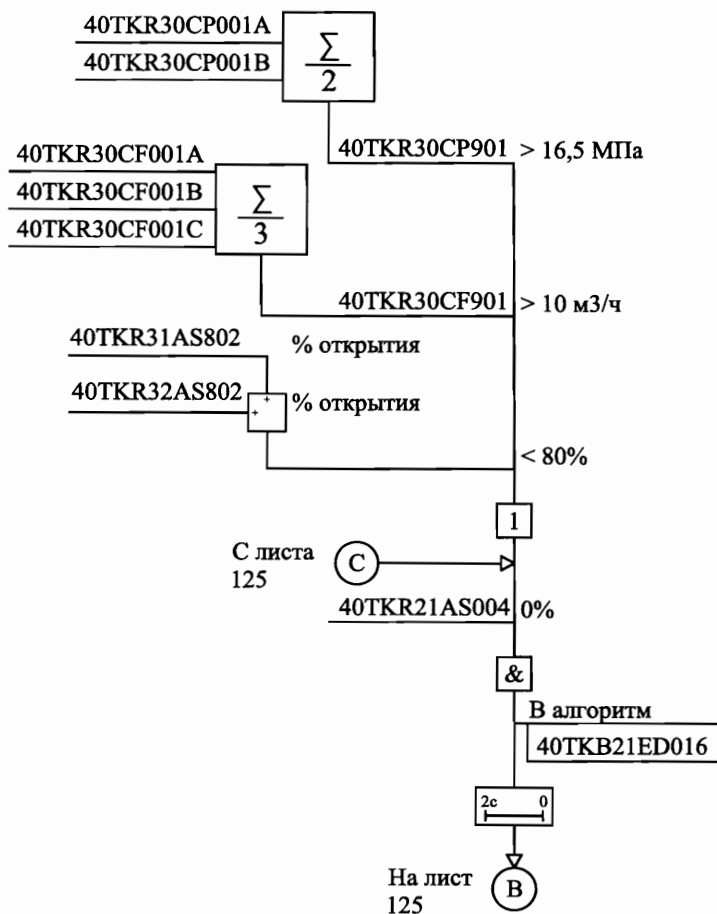 40TKR30CP001A
40TKR30CP001B
∑
2
40TKR30CP901 > 16,5 МПа
40TKR30CF001A
40TKR30CF001B
40TKR30CF001C
∑
3
40TKR30CF901 > 10 м3/ч
40TKR31AS802 % открытия
+
40TKR32AS802 + % открытия
< 80%
1
С листа
125
C
40TKR21AS004 0%
&
В алгоритм
40TKB21ED016
2с 0
На лист
125
B